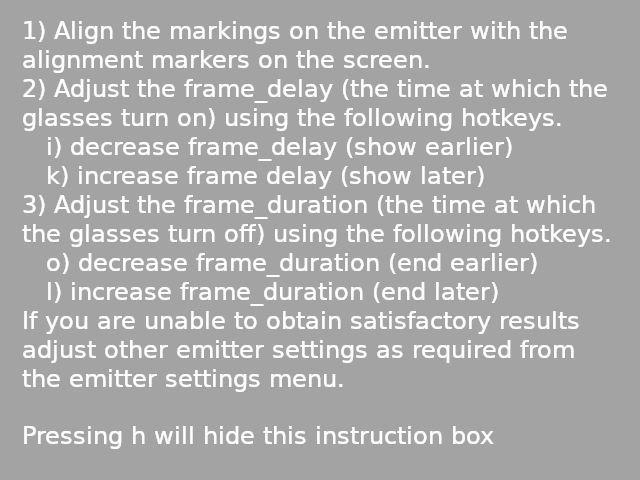 1) Align the markings on the emitter with the
alignment markers on the screen.
2) Adjust the frame_delay (the time at which the
glasses turn on) using the following hotkeys.
i) decrease frame_delay (show earlier)
k) increase frame delay (show later)
3) Adjust the frame_duration (the time at which
the glasses turn off) using the following hotkeys.
o) decrease frame_duration (end earlier)
l) increase frame_duration (end later)
If you are unable to obtain satisfactory results
adjust other emitter settings as required from
the emitter settings menu.
Pressing h will hide this instruction box